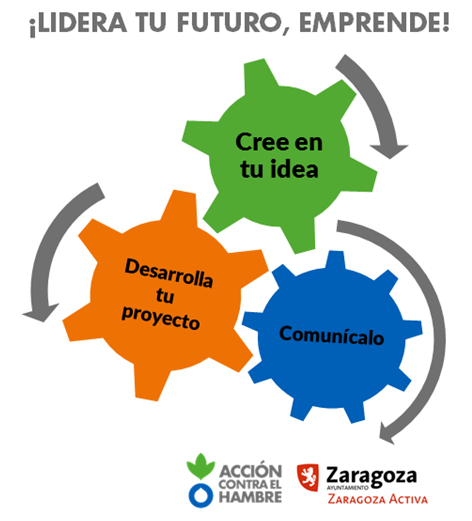 ¡LIDERA TU FUTURO, EMPRENDE!
Cree en
tu idea
Desarrolla
tu
proyecto
Comunícalo
ACCIÓN
CONTRA EL
HAMBRE
Zaragoza
AYUNTAMIENTO
ZARAGOZA ACTIVA